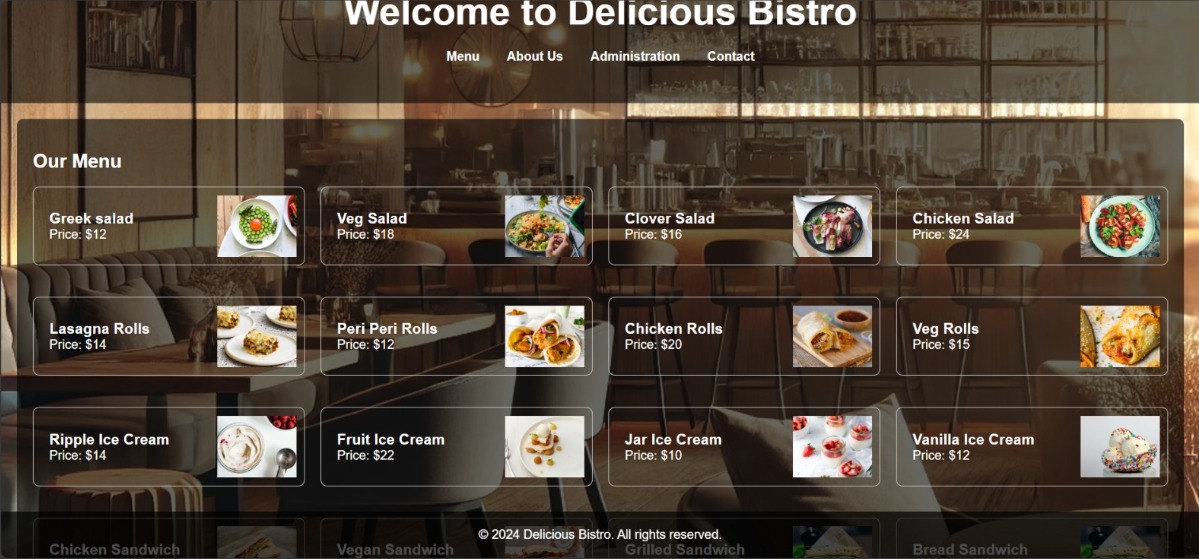 Welcome to Delicious Bistro
Menu About Us Administration Contact
Our Menu
Greek salad
Price: $12
Veg Salad
Price: $18
Clover Salad
Price: $16
Chicken Salad
Price: $24
Lasagna Rolls
Price: $14
Peri Peri Rolls
Price: $12
Chicken Rolls
Price: $20
Veg Rolls
Price: $15
Ripple Ice Cream
Price: $14
Fruit Ice Cream
Price: $22
Jar Ice Cream
Price: $10
Vanilla Ice Cream
Price: $12
© 2024 Delicious Bistro. All rights reserved.
Chicken Sandwich
Vegan Sandwich
Grilled Sandwich
Bread Sandwich